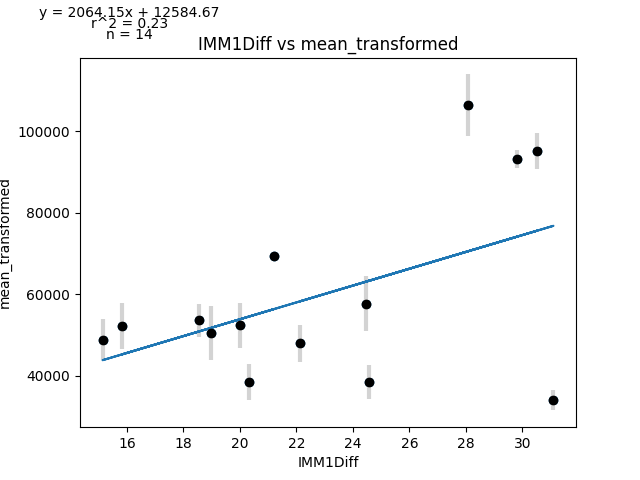 y = 2064.15x + 12584.67
r^2 = 0.23
n = 14
IMM1Diff vs mean_transformed
100000
80000
60000
40000
mean_transformed
16 18 20 22 24 26 28 30
IMM1Diff